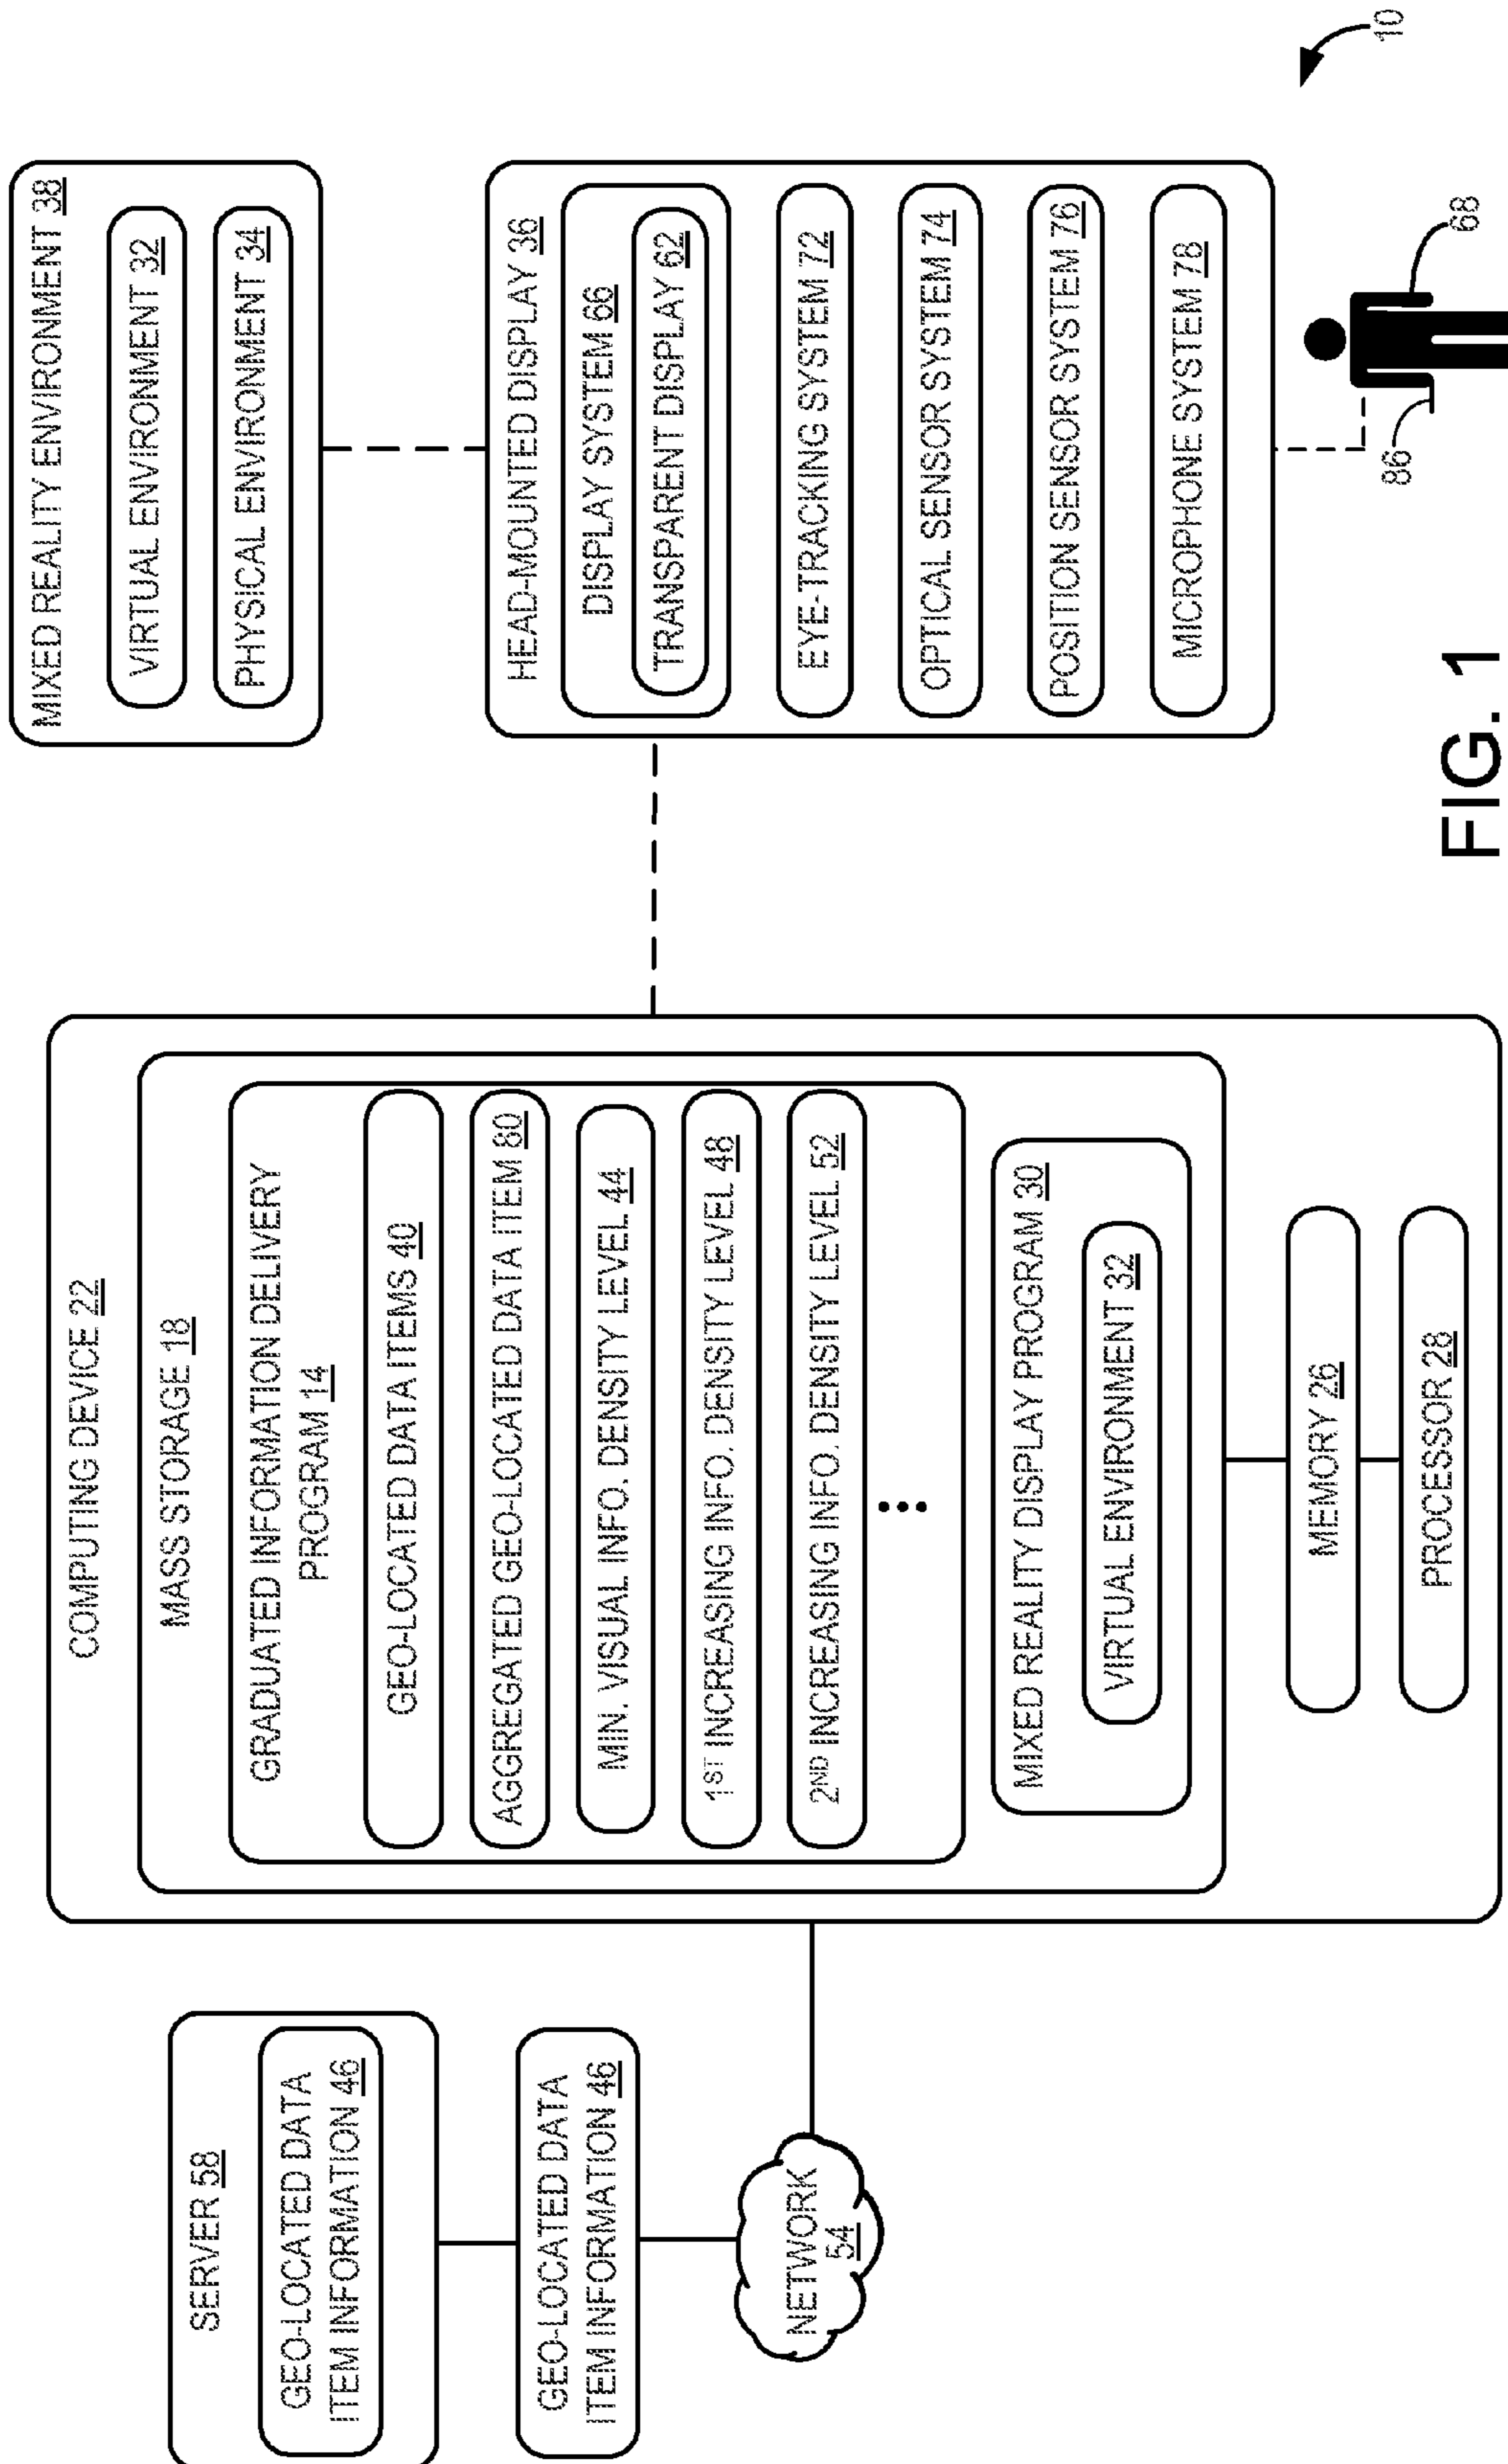 SERVER 58
GEO-LOCATED DATA
ITEM INFORMATION 46
GEO-LOCATED DATA
ITEM INFORMATION 46
NETWORK
54
COMPUTING DEVICE 22
MASS STORAGE 18
GRADUATED INFORMATION DELIVERY
PROGRAM 14
GEO-LOCATED DATA ITEMS 40
AGGREGATED GEO-LOCATED DATA ITEM 80
MIN. VISUAL INFO. DENSITY LEVEL 44
1ST INCREASING INFO. DENSITY LEVEL 48
2ND INCREASING INFO. DENSITY LEVEL 52
MIXED REALITY DISPLAY PROGRAM 30
VIRTUAL ENVIRONMENT 32
MEMORY 26
PROCESSOR 28
MIXED REALITY ENVIRONMENT 38
VIRTUAL ENVIRONMENT 32
PHYSICAL ENVIRONMENT 34
HEAD-MOUNTED DISPLAY 36
DISPLAY SYSTEM 66
TRANSPARENT DISPLAY 62
EYE-TRACKING SYSTEM 72
OPTICAL SENSOR SYSTEM 74
POSITION SENSOR SYSTEM 76
MICROPHONE SYSTEM 78
86
68
10
FIG. 1